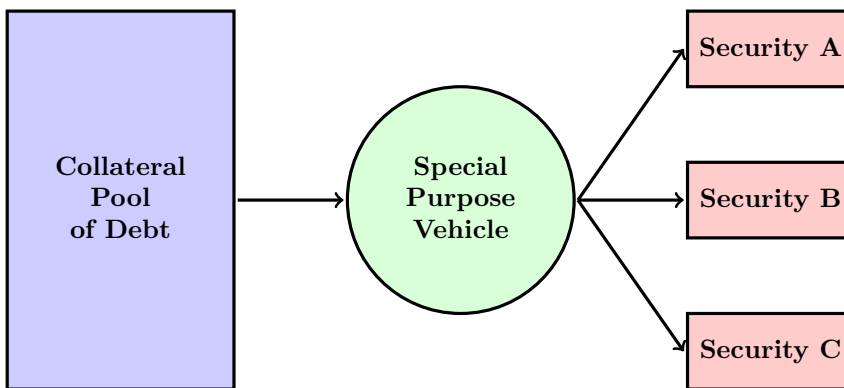 Collateral
Pool
of Debt
Special
Purpose
Vehicle
Security A
Security B
Security C